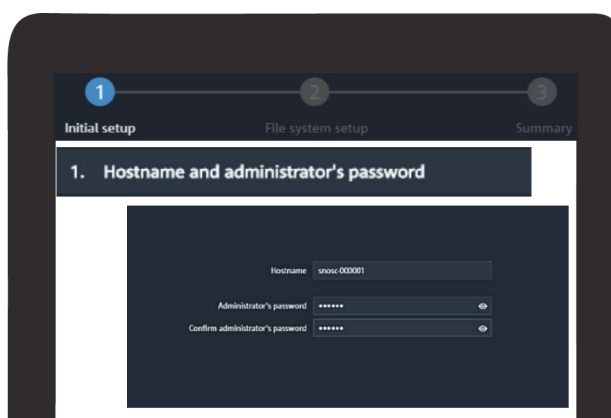 1 2 3
Initial setup File system setup Summary
1. Hostname and administrator's password
Hostname snosc-000001
Administrator's password ••••••
Confirm administrator's password ••••••